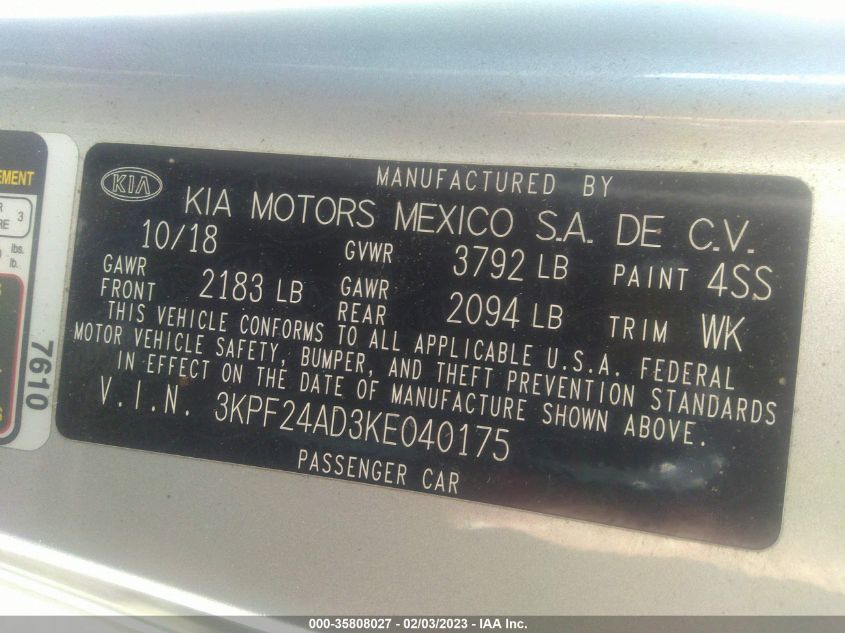 EMENT
R 3
RE
lbs.
lb.
7610
KIA
MANUFACTURED BY
KIA MOTORS MEXICO S.A. DE C.V.
10/18 GVWR 3792 LB PAINT 4SS
GAWR FRONT 2183 LB GAWR REAR 2094 LB TRIM WK
THIS VEHICLE CONFORMS TO ALL APPLICABLE U.S.A. FEDERAL
MOTOR VEHICLE SAFETY, BUMPER, AND THEFT PREVENTION STANDARDS
IN EFFECT ON THE DATE OF MANUFACTURE SHOWN ABOVE.
V.I.N. 3KPF24AD3KE040175
PASSENGER CAR
000-35808027 - 02/03/2023 - IAA Inc.